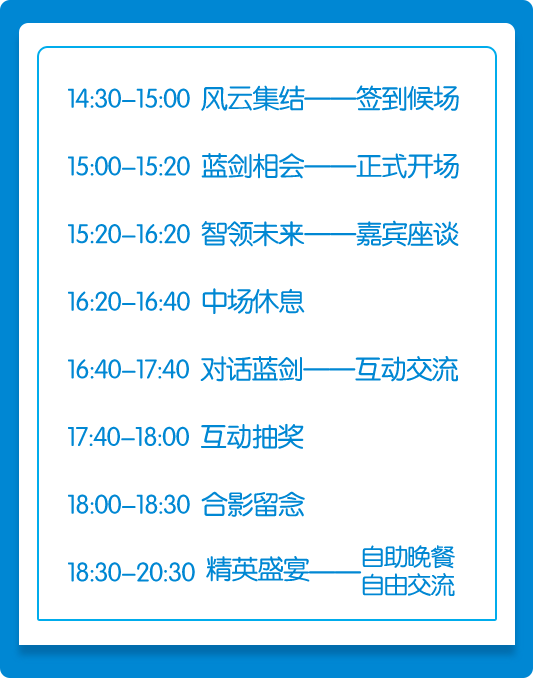 14:30-15:00 风云集结——签到候场
15:00-15:20 蓝剑相会——正式开场
15:20-16:20 智领未来——嘉宾座谈
16:20-16:40 中场休息
16:40-17:40 对话蓝剑——互动交流
17:40-18:00 互动抽奖
18:00-18:30 合影留念
18:30-20:30 精英盛宴——自助晚餐
自由交流